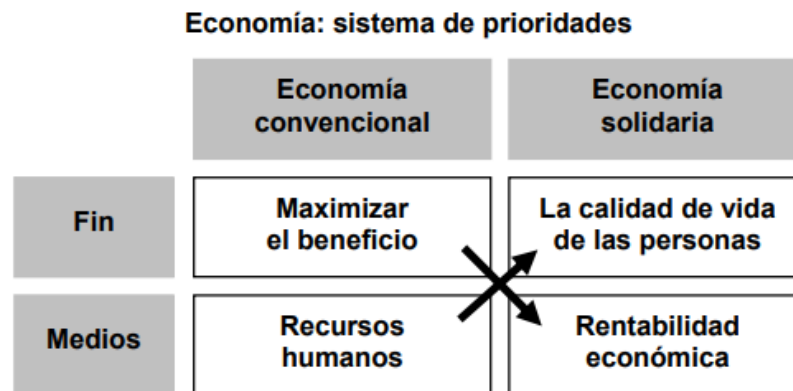 Economía: sistema de prioridades
Economía
convencional
Economía
solidaria
Fin
Maximizar
el beneficio
La calidad de vida
de las personas
Medios
Recursos
humanos
Rentabilidad
económica